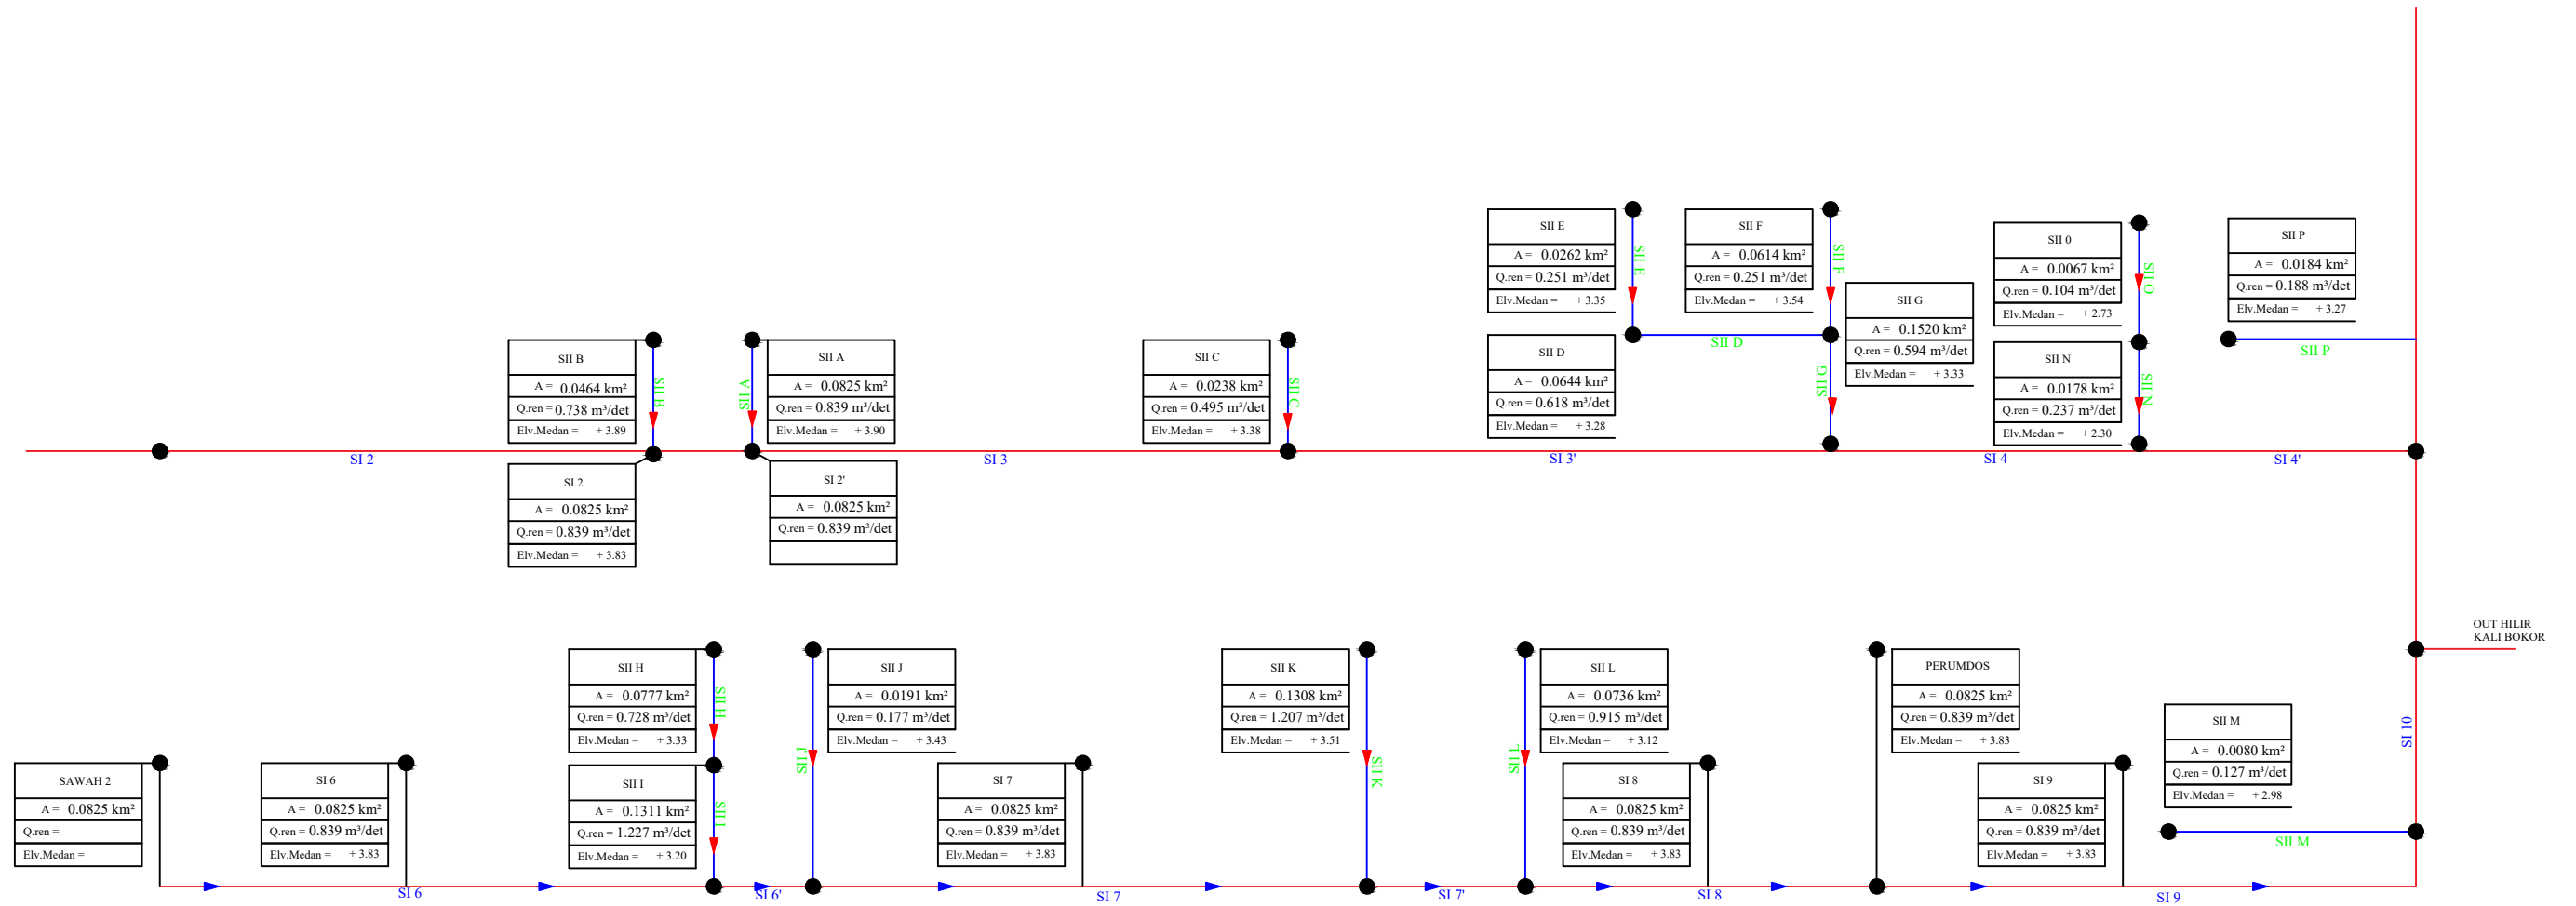 SII E
A = 0.0262 km²
Q.ren = 0.251 m³/det
Elv.Medan = + 3.35
SII E
SII F
A = 0.0614 km²
Q.ren = 0.251 m³/det
Elv.Medan = + 3.54
SII F
SII G
A = 0.1520 km²
Q.ren = 0.594 m³/det
Elv.Medan = + 3.33
SII G
SII 0
A = 0.0067 km²
Q.ren = 0.104 m³/det
Elv.Medan = + 2.73
SII O
SII P
A = 0.0184 km²
Q.ren = 0.188 m³/det
Elv.Medan = + 3.27
SII P
SII B
A = 0.0464 km²
Q.ren = 0.738 m³/det
Elv.Medan = + 3.89
SII B
SII A
SII A
A = 0.0825 km²
Q.ren = 0.839 m³/det
Elv.Medan = + 3.90
SII C
A = 0.0238 km²
Q.ren = 0.495 m³/det
Elv.Medan = + 3.38
SII C
SII D
A = 0.0644 km²
Q.ren = 0.618 m³/det
Elv.Medan = + 3.28
SII D
SII N
A = 0.0178 km²
Q.ren = 0.237 m³/det
Elv.Medan = + 2.30
SII N
SI 2
SI 3
SI 3'
SI 4
SI 4'
SI 2
A = 0.0825 km²
Q.ren = 0.839 m³/det
Elv.Medan = + 3.83
SI 2'
A = 0.0825 km²
Q.ren = 0.839 m³/det
OUT HILIR
KALI BOKOR
SII H
A = 0.0777 km²
Q.ren = 0.728 m³/det
Elv.Medan = + 3.33
SII H
SII J
A = 0.0191 km²
Q.ren = 0.177 m³/det
Elv.Medan = + 3.43
SII J
SII K
A = 0.1308 km²
Q.ren = 1.207 m³/det
Elv.Medan = + 3.51
SII K
SII L
A = 0.0736 km²
Q.ren = 0.915 m³/det
Elv.Medan = + 3.12
SII L
PERUMDOS
A = 0.0825 km²
Q.ren = 0.839 m³/det
Elv.Medan = + 3.83
SII M
A = 0.0080 km²
Q.ren = 0.127 m³/det
Elv.Medan = + 2.98
SII M
SI 10
SAWAH 2
A = 0.0825 km²
Q.ren =
Elv.Medan =
SI 6
A = 0.0825 km²
Q.ren = 0.839 m³/det
Elv.Medan = + 3.83
SII I
A = 0.1311 km²
Q.ren = 1.227 m³/det
Elv.Medan = + 3.20
SII I
SI 7
A = 0.0825 km²
Q.ren = 0.839 m³/det
Elv.Medan = + 3.83
SI 8
A = 0.0825 km²
Q.ren = 0.839 m³/det
Elv.Medan = + 3.83
SI 9
A = 0.0825 km²
Q.ren = 0.839 m³/det
Elv.Medan = + 3.83
SI 6
SI 6'
SI 7
SI 7'
SI 8
SI 9